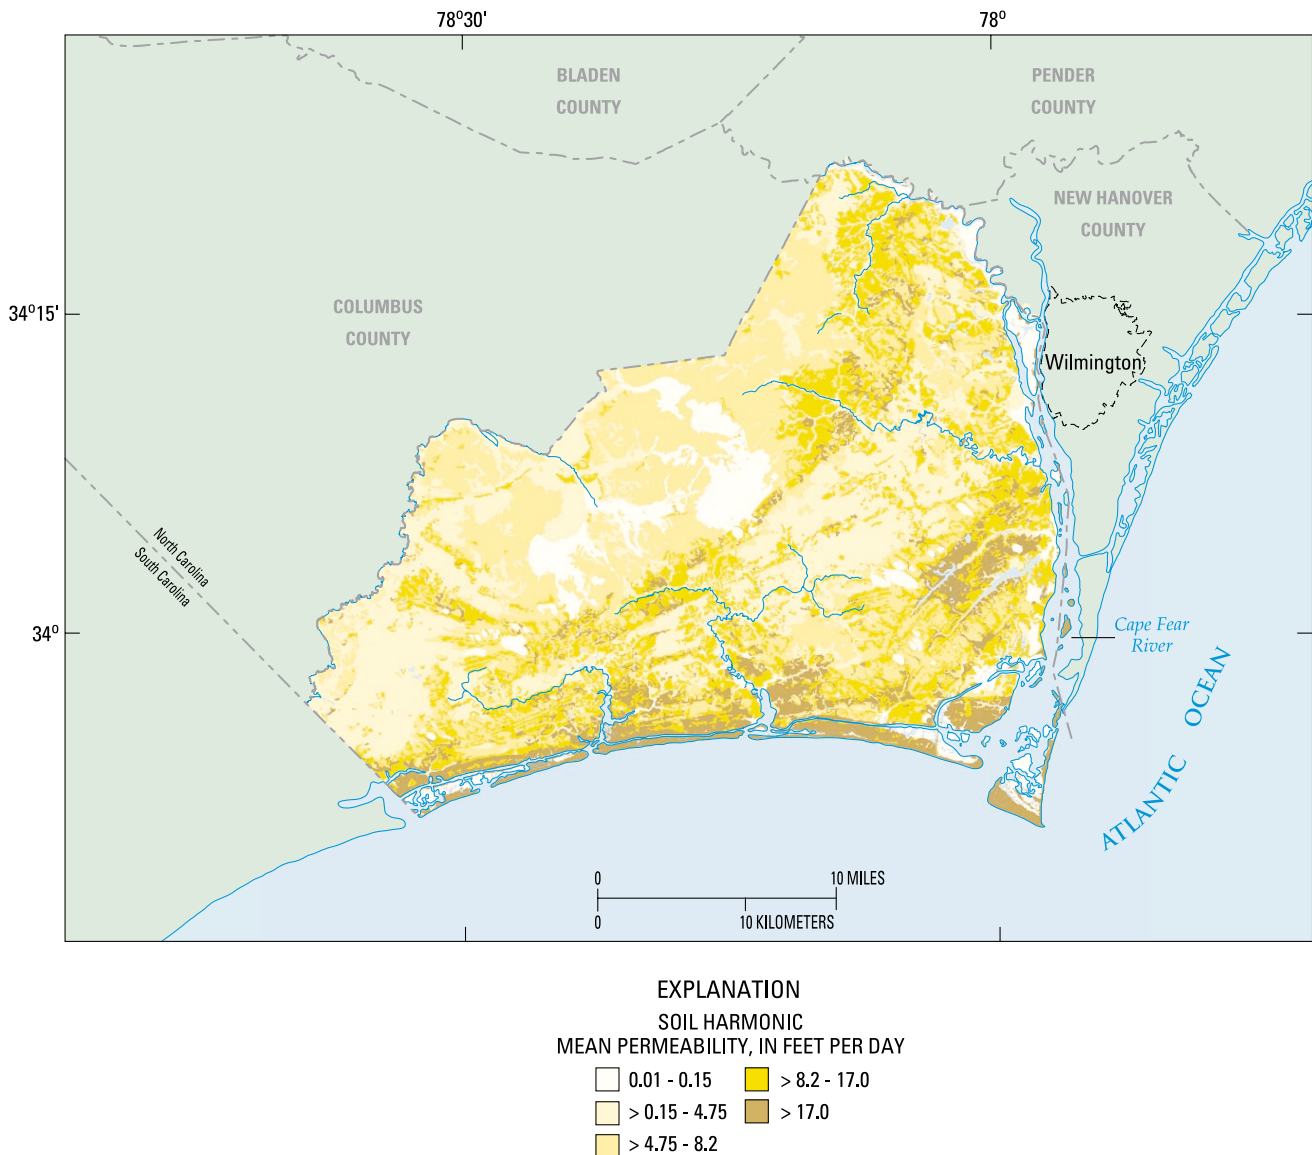 78°30'
78°
BLADEN
COUNTY
PENDER
COUNTY
NEW HANOVER
COUNTY
34°15'
COLUMBUS
COUNTY
Wilmington
North Carolina
South Carolina
34°
Cape Fear
River
ATLANTIC OCEAN
0 10 MILES
0 10 KILOMETERS
EXPLANATION
SOIL HARMONIC
MEAN PERMEABILITY, IN FEET PER DAY
0.01 - 0.15
> 0.15 - 4.75
> 4.75 - 8.2
> 8.2 - 17.0
> 17.0